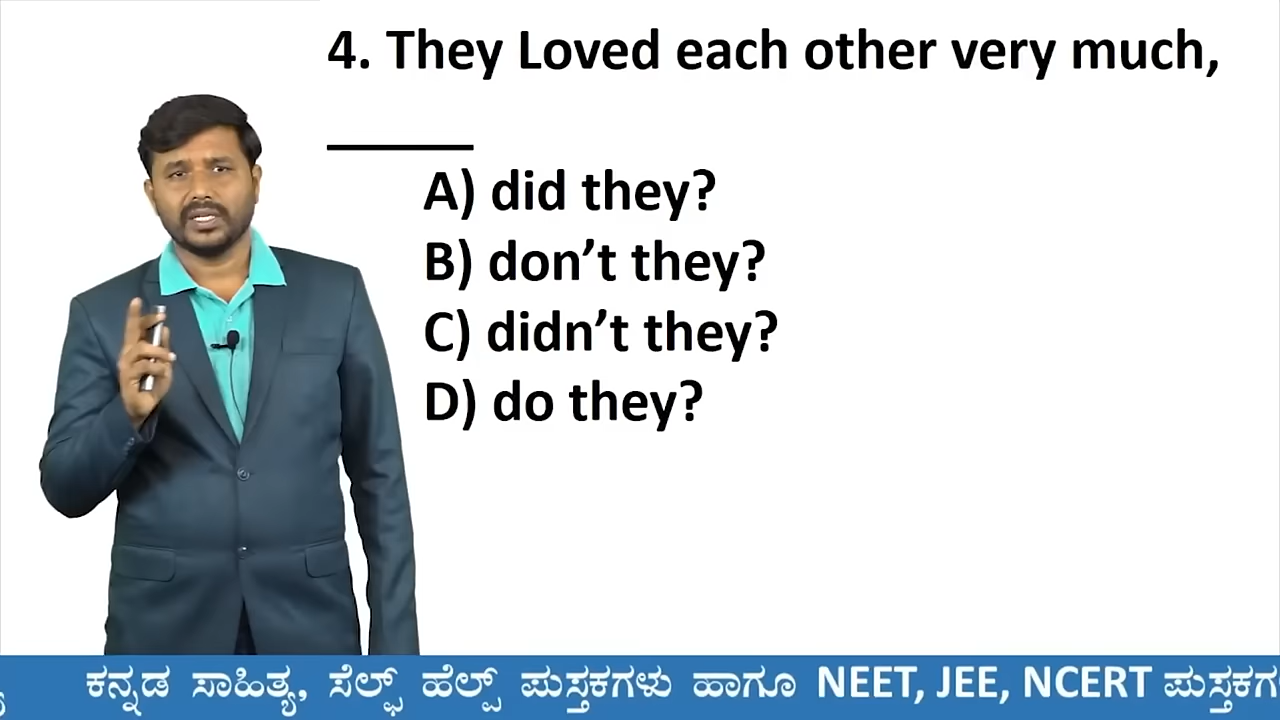 4. They Loved each other very much,
______
A) did they?
B) don’t they?
C) didn’t they?
D) do they?
ಕನ್ನಡ ಸಾಹಿತ್ಯ, ಸೆಲ್ಫ್ ಹೆಲ್ಪ್ ಪುಸ್ತಕಗಳು ಹಾಗೂ NEET, JEE, NCERT